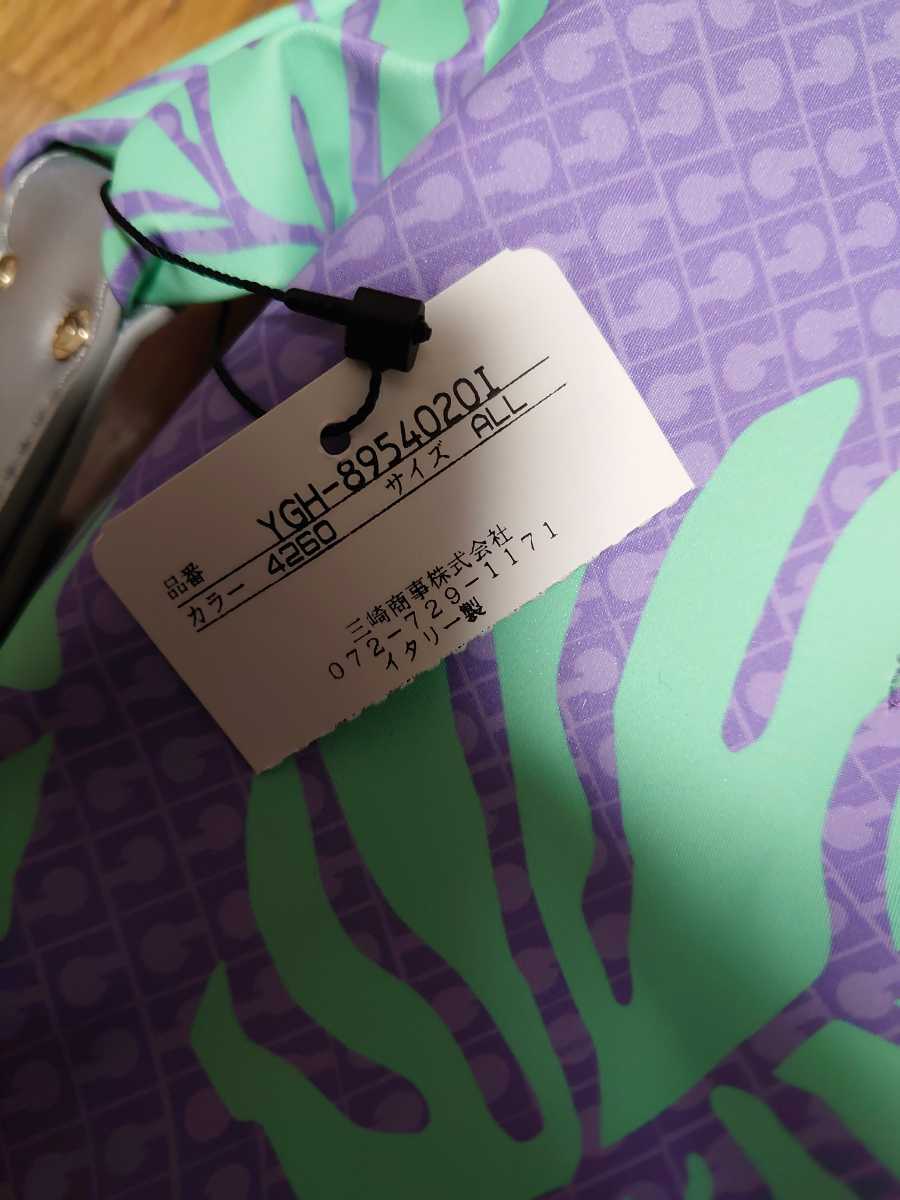 品番 YGH-8954020I
カラー 4260 サイズ ALL
三崎商事株式会社
072-729-1171
イタリー製